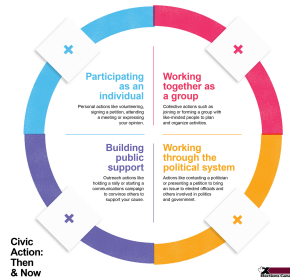 Participating
as an
individual
Personal actions like volunteering,
signing a petition, attending
a meeting or expressing
your opinion.
Working
together as
a group
Collective actions such as
joining or forming a group with
like-minded people to plan
and organize activities.
Building
public
support
Outreach actions like
holding a rally or starting a
communications campaign
to convince others to
support your cause.
Working
through the
political system
Actions like contacting a politician
or presenting a petition to bring
an issue to elected officials and
others involved in politics
and government.
Civic
Action:
Then
& Now